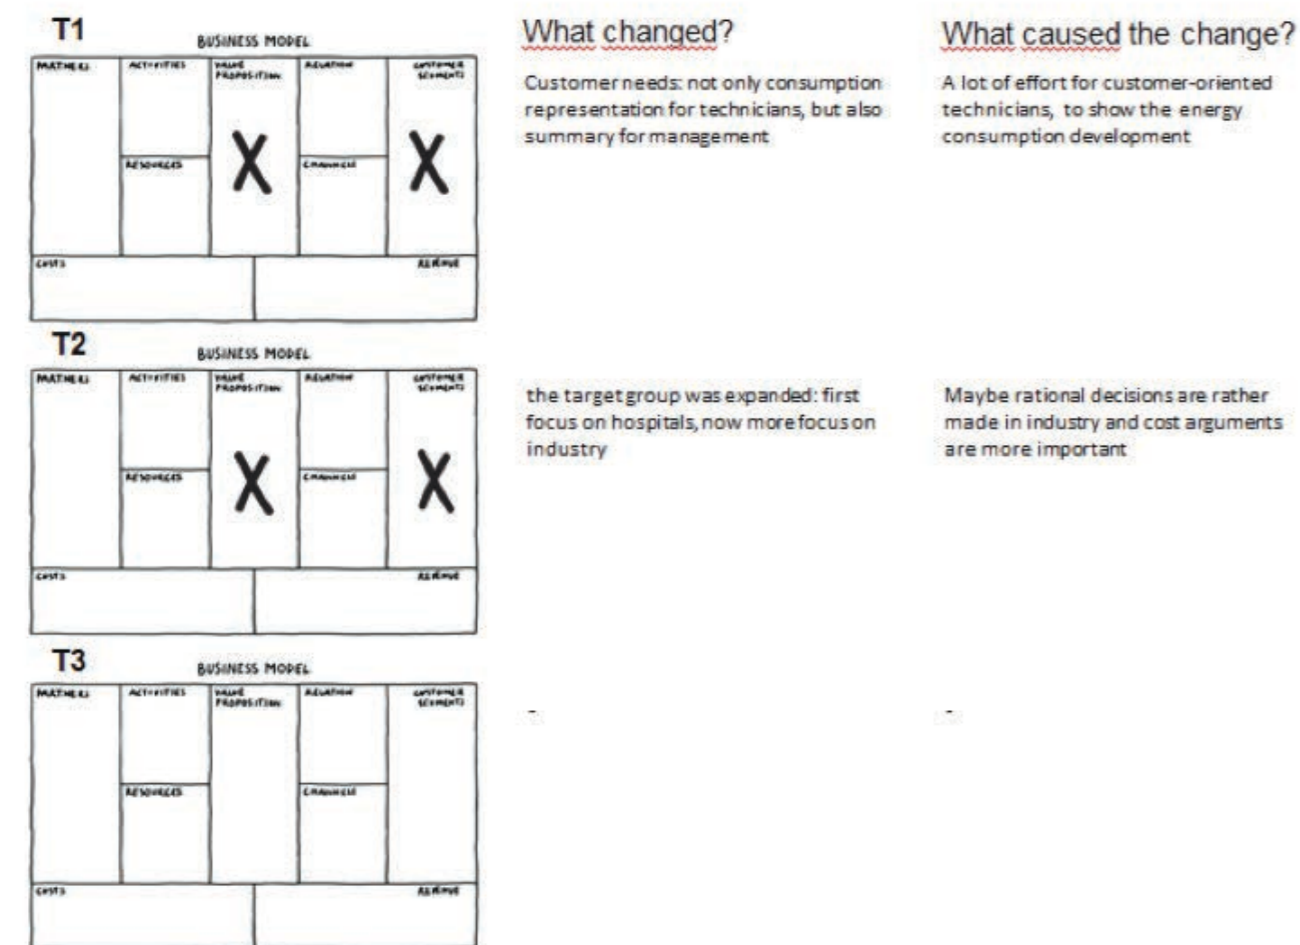 T1
BUSINESS MODEL
PARTNERS
ACTIVITIES
VALUE
PROPOSITION
RELATION
CUSTOMER
SEGMENTS
RESOURCES
CHANNELS
COSTS
REVENUE
What changed?
Customer needs: not only consumption
representation for technicians, but also
summary for management
What caused the change?
A lot of effort for customer-oriented
technicians, to show the energy
consumption development
T2
BUSINESS MODEL
PARTNERS
ACTIVITIES
VALUE
PROPOSITION
RELATION
CUSTOMER
SEGMENTS
RESOURCES
CHANNELS
COSTS
REVENUE
the target group was expanded: first
focus on hospitals, now more focus on
industry
Maybe rational decisions are rather
made in industry and cost arguments
are more important
T3
BUSINESS MODEL
PARTNERS
ACTIVITIES
VALUE
PROPOSITION
RELATION
CUSTOMER
SEGMENTS
RESOURCES
CHANNELS
COSTS
REVENUE
-
-